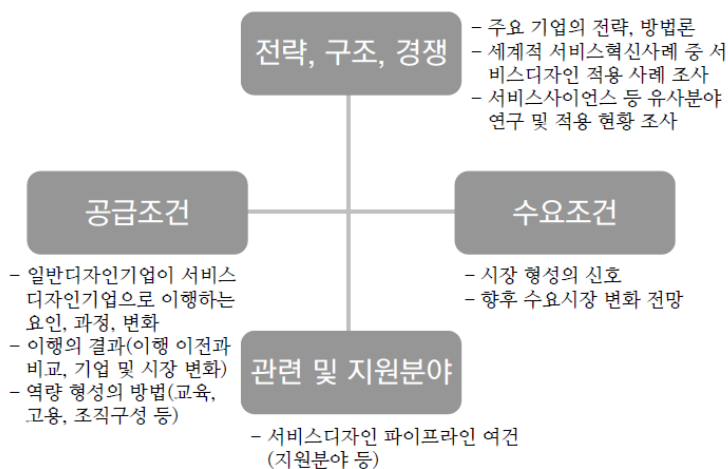 전략, 구조, 경쟁
- 주요 기업의 전략, 방법론
- 세계적 서비스혁신사례 중 서
비스디자인 적용 사례 조사
- 서비스사이언스 등 유사분야
연구 및 적용 현황 조사
공급조건
- 일반디자인기업이 서비스
디자인기업으로 이행하는
요인, 과정, 변화
- 이행의 결과(이행 이전과
비교, 기업 및 시장 변화)
- 역량 형성의 방법(교육,
고용, 조직구성 등)
수요조건
- 시장 형성의 신호
- 향후 수요시장 변화 전망
관련 및 지원분야
- 서비스디자인 파이프라인 여건
(지원분야 등)